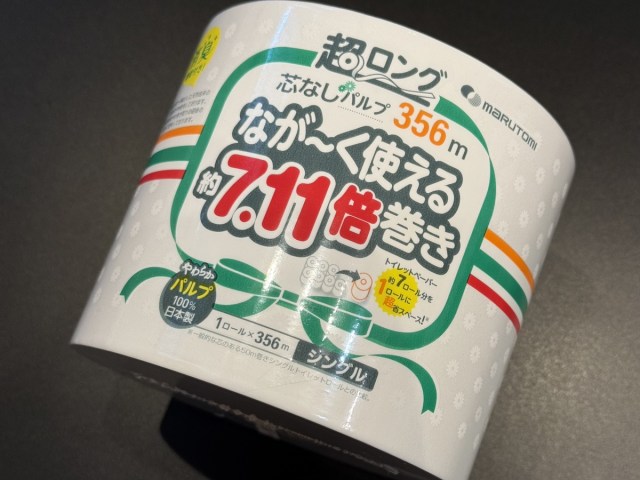 超ロング
芯なしパルプ 356m
marutomi
なが〜く使える
約7.11倍巻き
トイレットペーパー
約7ロール分を
1ロールに
超省スペース!
やわらか
パルプ
100%
日本製
1ロール×356m
シングル